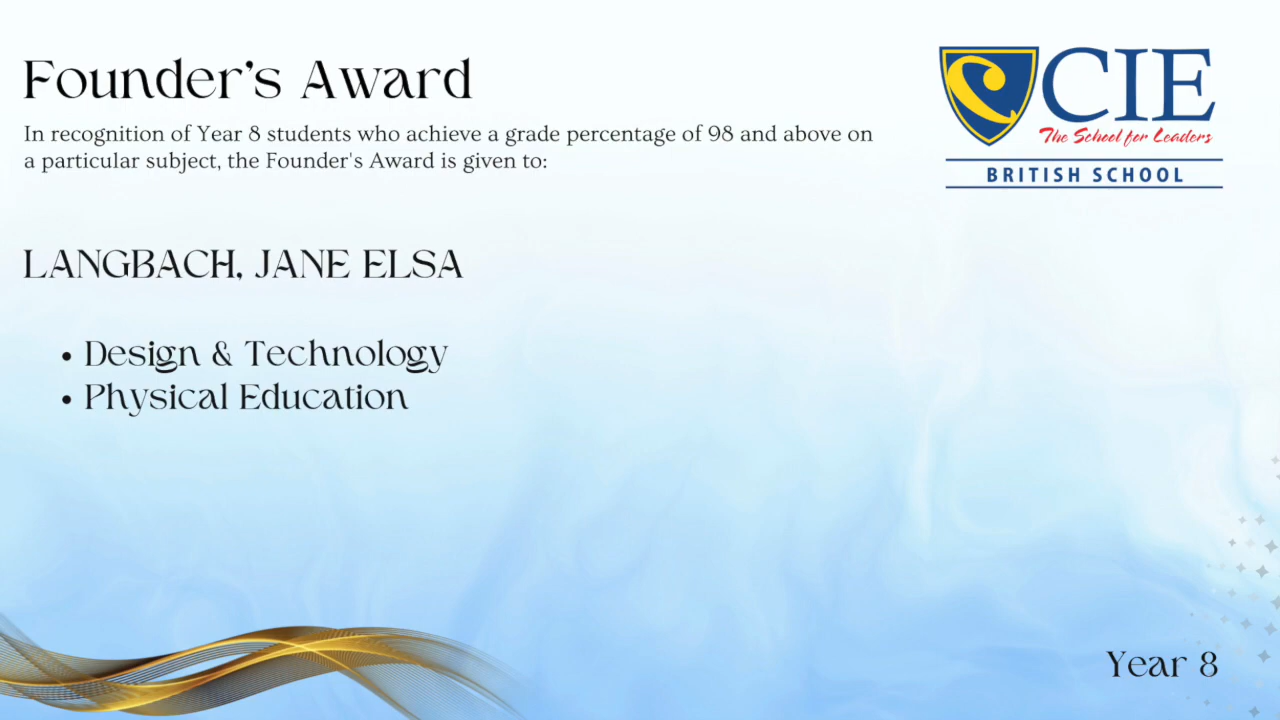 Founder's Award
In recognition of Year 8 students who achieve a grade percentage of 98 and above on
a particular subject, the Founder's Award is given to:
CIE
The School for Leaders
BRITISH SCHOOL
LANGBACH, JANE ELSA
• Design & Technology
• Physical Education
Year 8